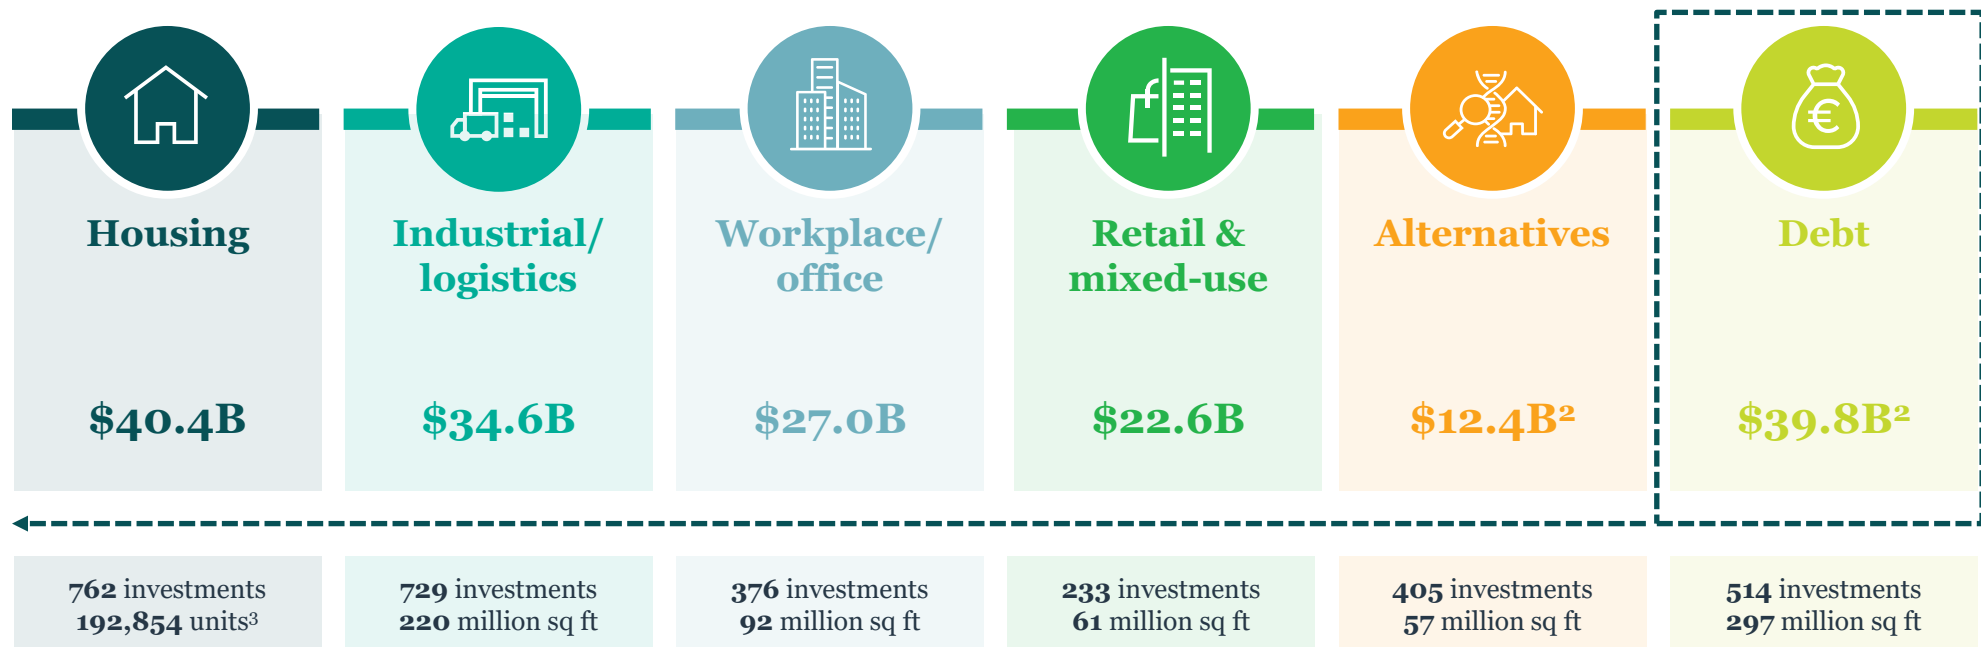 Housing
$40.4B
762 investments
192,854 units³
Industrial/
logistics
$34.6B
729 investments
220 million sq ft
Workplace/
office
$27.0B
376 investments
92 million sq ft
Retail &
mixed-use
$22.6B
233 investments
61 million sq ft
Alternatives
$12.4B²
405 investments
57 million sq ft
€
Debt
$39.8B²
514 investments
297 million sq ft